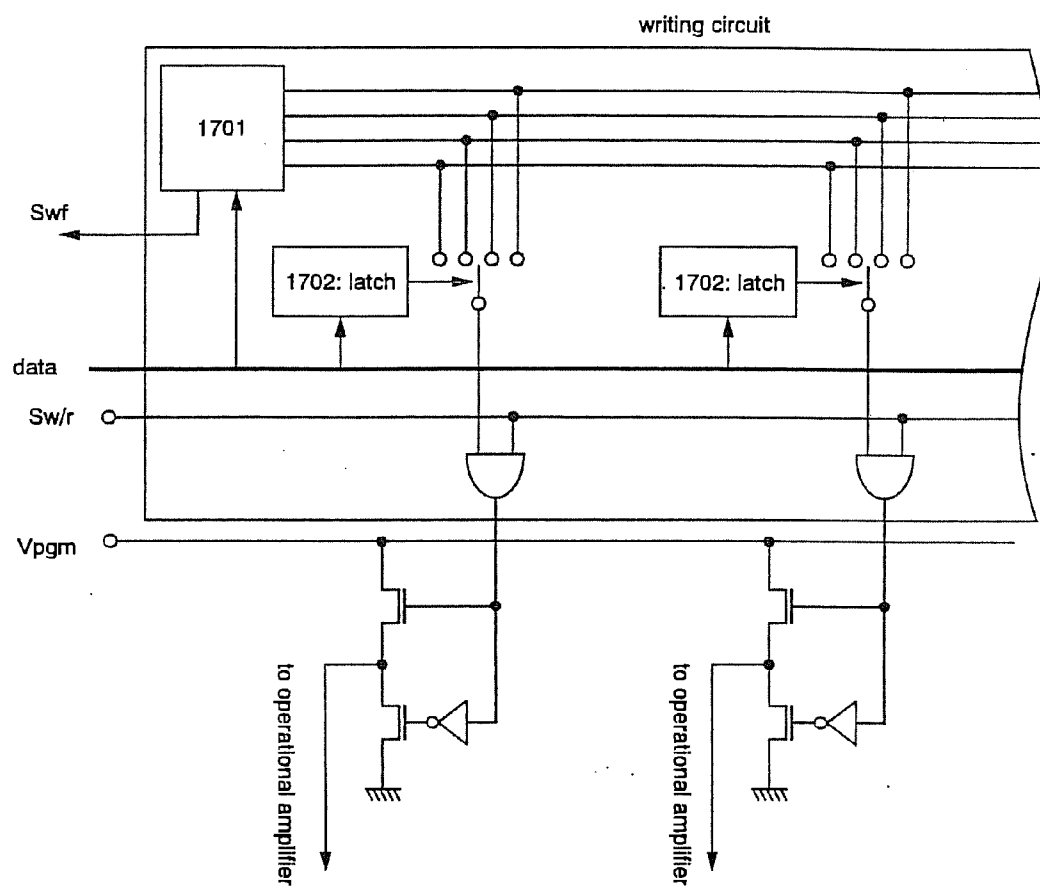 writing circuit
1701
Swf
1702: latch
1702: latch
data
Sw/r
Vpgm
to operational amplifier
to operational amplifier